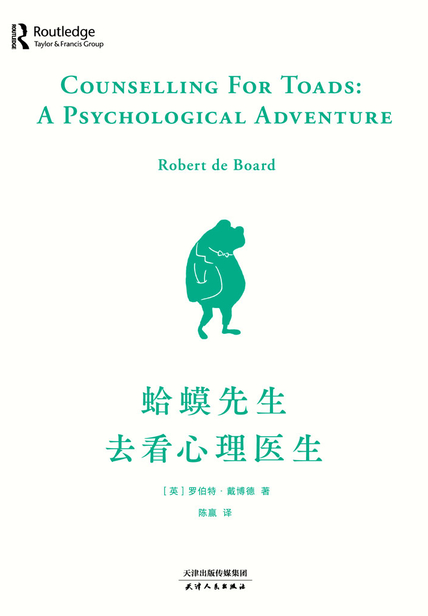 ROUTLEDGE
Routledge
Taylor & Francis Group
COUNSELLING FOR TOADS:
A PSYCHOLOGICAL ADVENTURE
Robert de Board
蛤蟆先生
去看心理医生
[英] 罗伯特·戴博德 著
陈赢 译
天津出版传媒集团
天津人民出版社